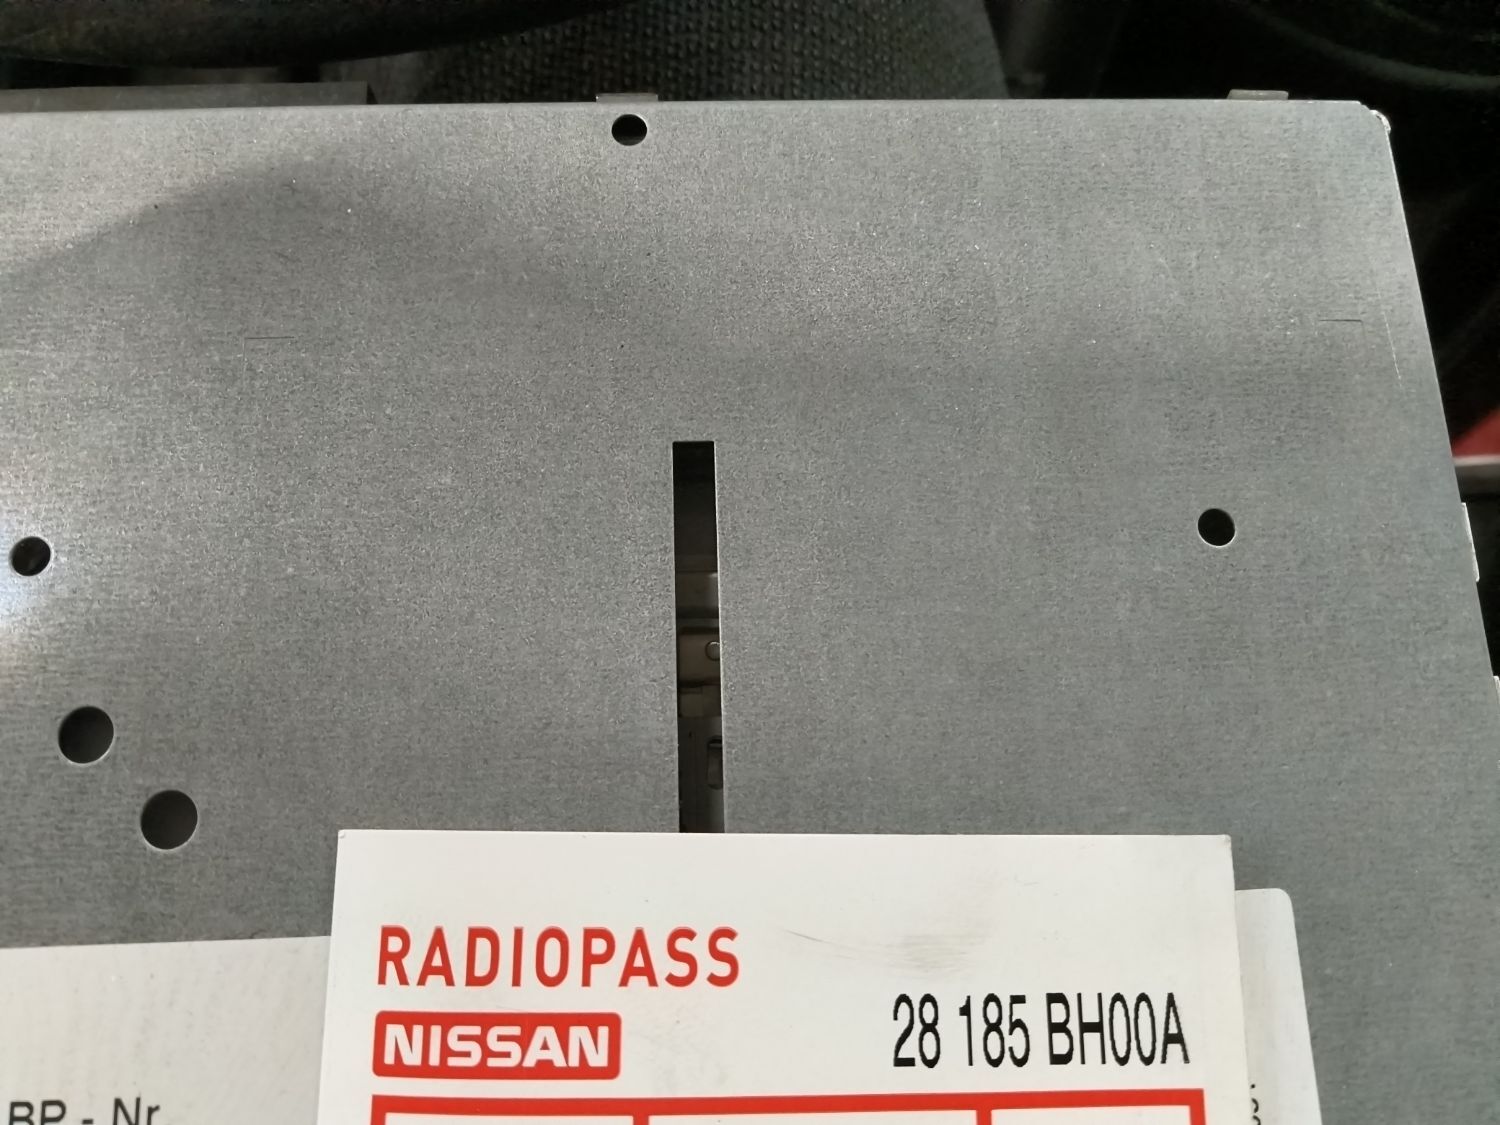 RADIOPASS
NISSAN
28 185 BH00A
BP - Nr